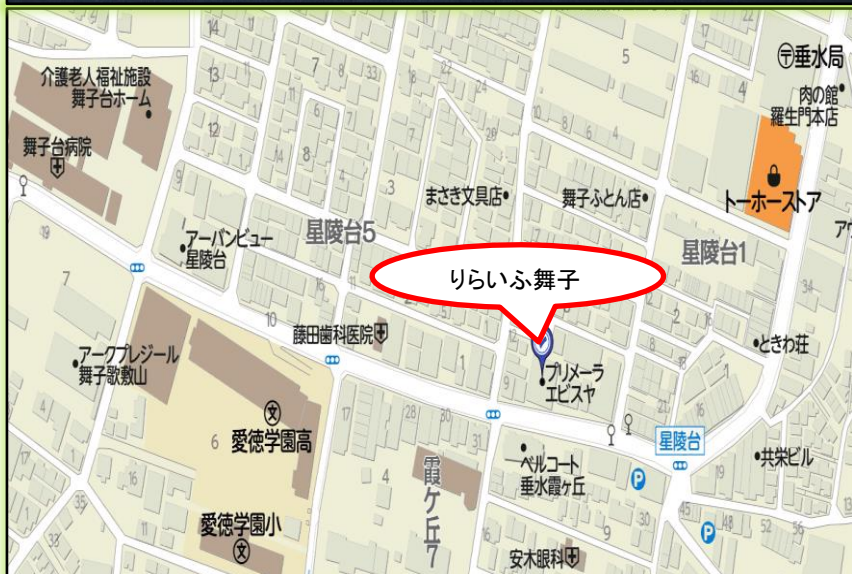 介護老人福祉施設
舞子台ホーム
舞子台病院
垂水局
肉の館
羅生門本店
トーホーストア
アウ
まさき文具店
舞子ふとん店
星陵台5
星陵台1
アーバンビュー
星陵台
りらいふ舞子
藤田歯科医院
プリメーラ
エビスヤ
ときわ荘
アークプレジール
舞子歌敷山
愛徳学園高
霞ケ丘7
ベルコート
垂水霞ヶ丘
星陵台
共栄ビル
愛徳学園小
安木眼科